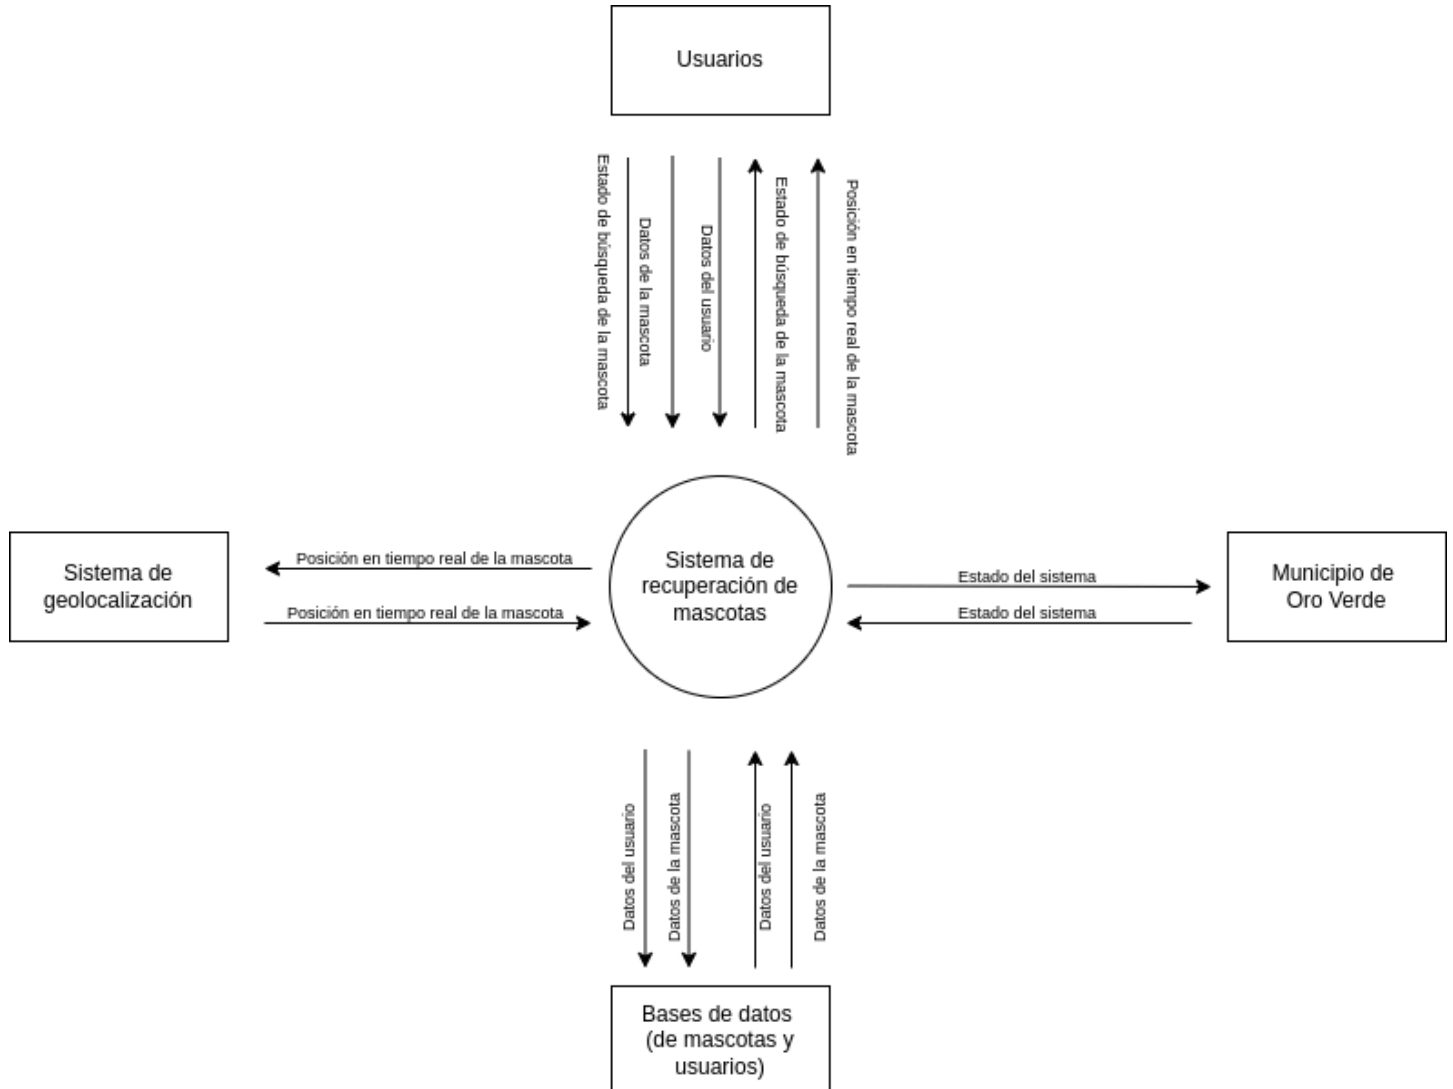 Usuarios
Estado de búsqueda de la mascota
Datos de la mascota
Datos del usuario
Estado de búsqueda de la mascota
Posición en tiempo real de la mascota
Sistema de
geolocalización
Posición en tiempo real de la mascota
Posición en tiempo real de la mascota
Sistema de
recuperación de
mascotas
Estado del sistema
Estado del sistema
Municipio de
Oro Verde
Datos del usuario
Datos de la mascota
Datos del usuario
Datos de la mascota
Bases de datos
(de mascotas y
usuarios)